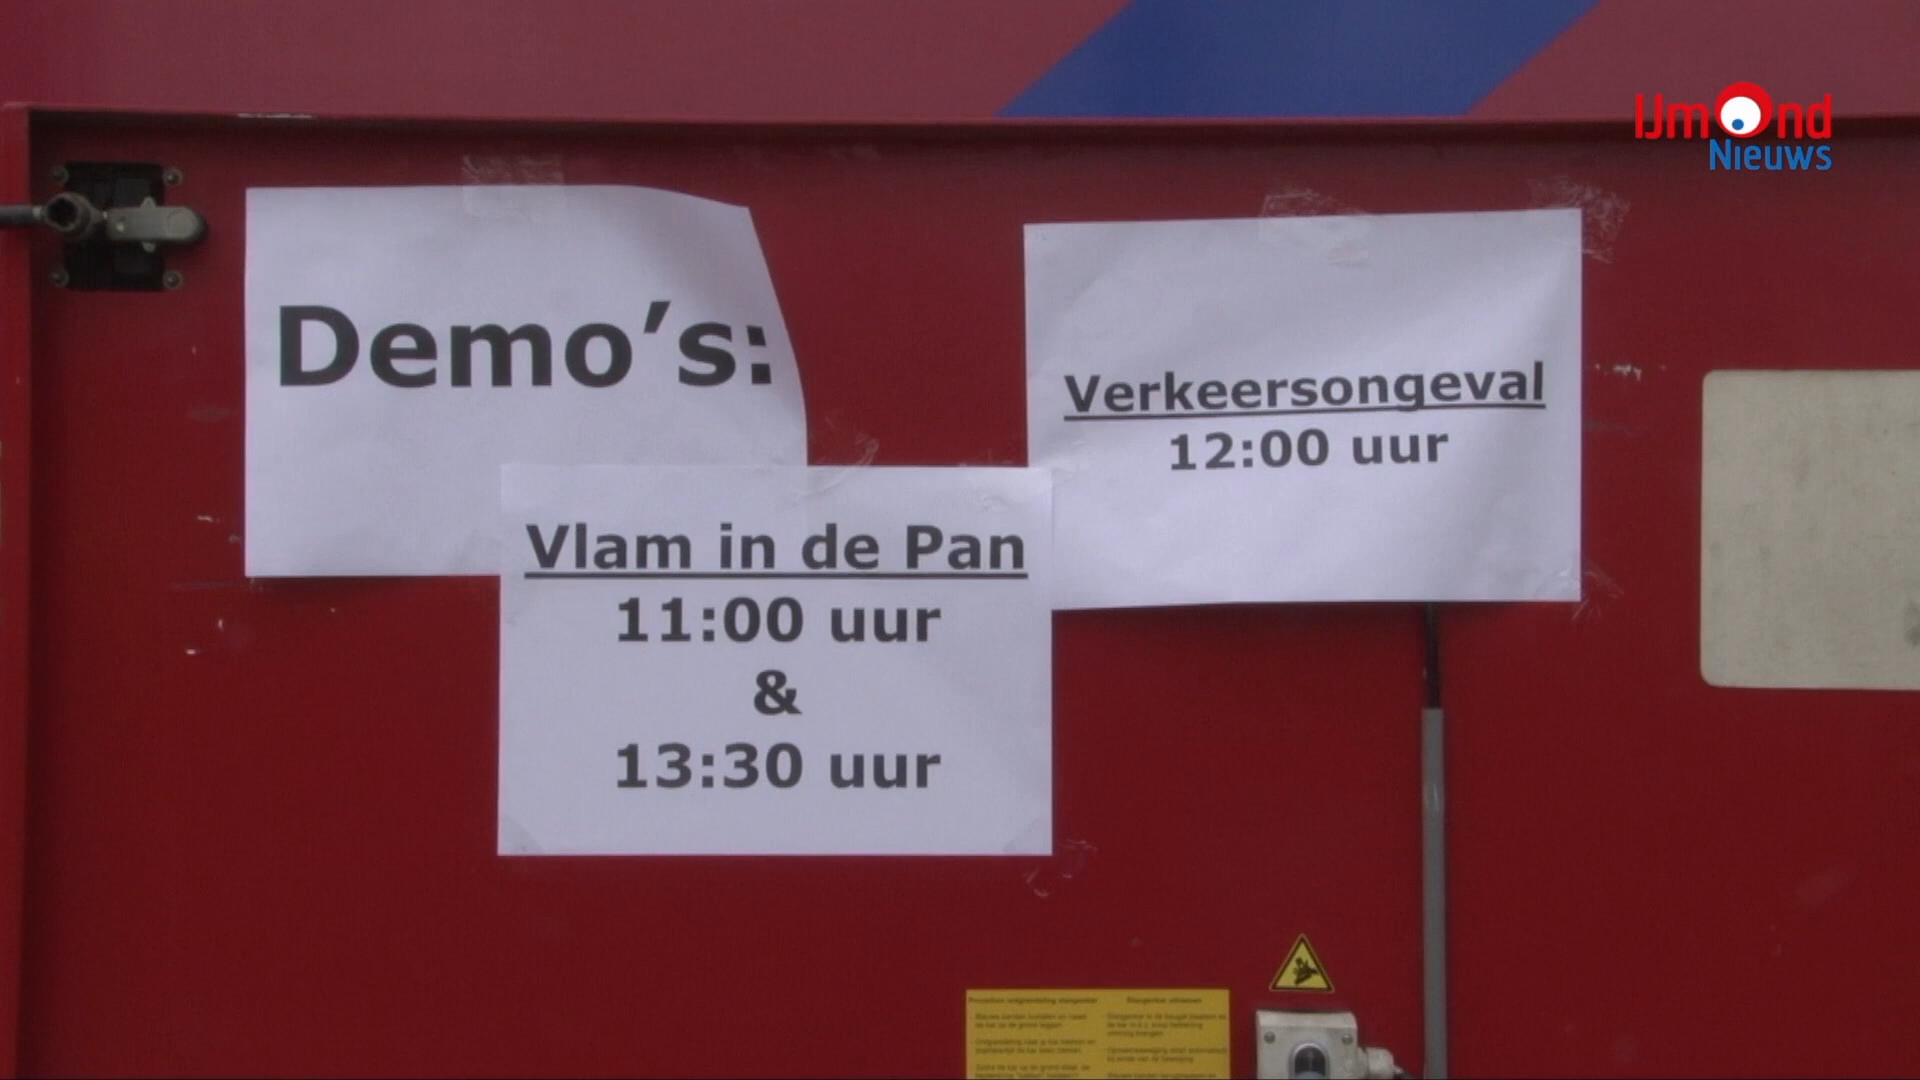 IJmond
Nieuws
Demo's:
Verkeersongeval
12:00 uur
Vlam in de Pan
11:00 uur
&
13:30 uur